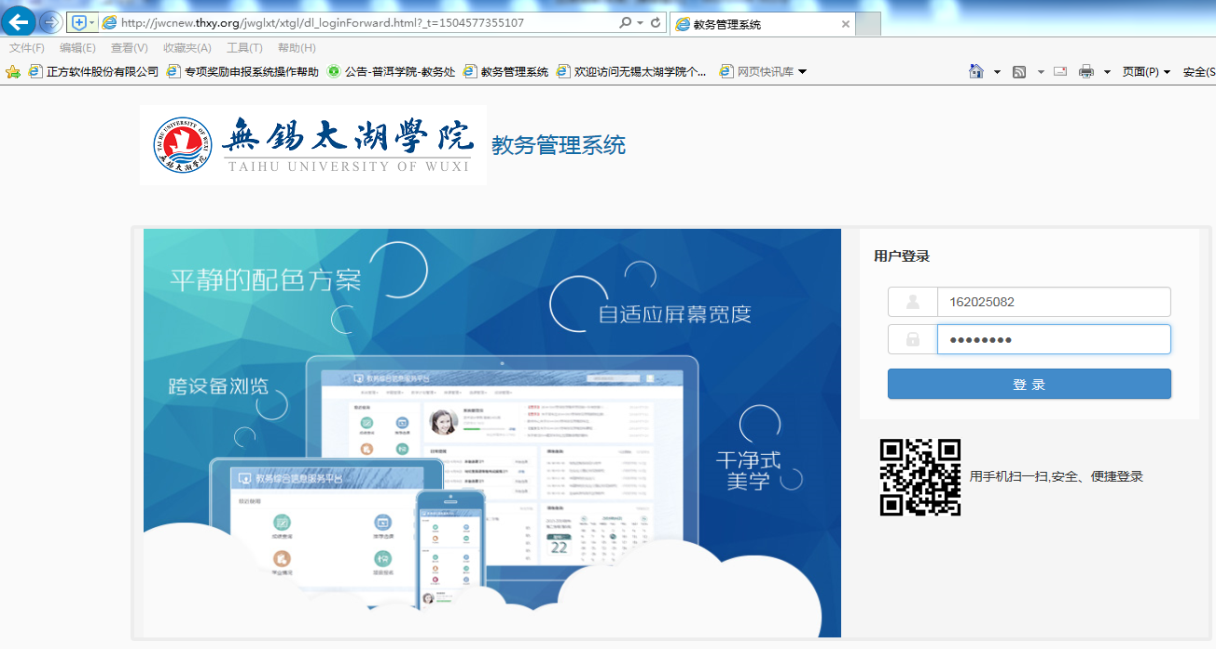 http://jwcnew.thxy.org/jwglxt/xtgl/dl_loginForward.html?_t=1504577355107
教务管理系统
文件(F) 编辑(E) 查看(V) 收藏夹(A) 工具(T) 帮助(H)
正方软件股份有限公司 专项奖励申报系统操作帮助 公告-普洱学院-教务处 教务管理系统 欢迎访问无锡太湖学院个... 网页快讯库 页面(P) 安全(S
無錫太湖學院
TAIHU UNIVERSITY OF WUXI
教务管理系统
平静的配色方案
自适应屏幕宽度
跨设备浏览
干净式
美学
教务综合信息服务平台
教务综合信息服务平台
22
用户登录
162025082
登 录
用手机扫一扫,安全、便捷登录